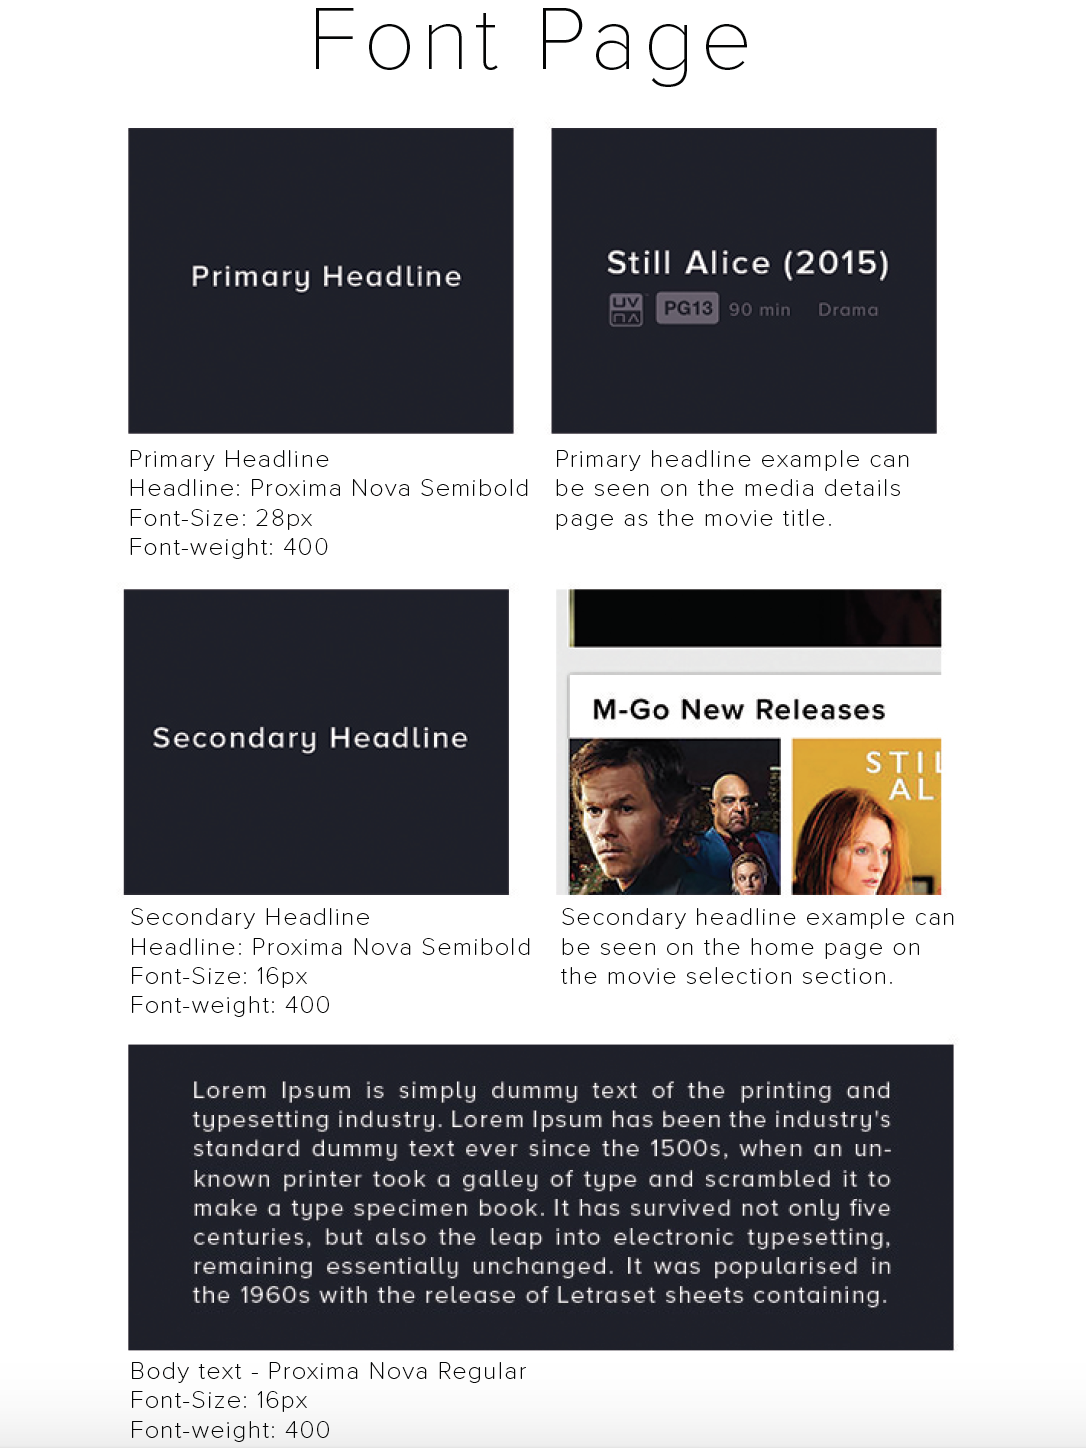 Font Page
Primary Headline
Still Alice (2015)
UV PG13 90 min Drama
Primary Headline
Headline: Proxima Nova Semibold
Font-Size: 28px
Font-weight: 400
Primary headline example can
be seen on the media details
page as the movie title.
Secondary Headline
M-Go New Releases
STIL
AL
Secondary Headline
Headline: Proxima Nova Semibold
Font-Size: 16px
Font-weight: 400
Secondary headline example can
be seen on the home page on
the movie selection section.
Lorem Ipsum is simply dummy text of the printing and
typesetting industry. Lorem Ipsum has been the industry's
standard dummy text ever since the 1500s, when an un-
known printer took a galley of type and scrambled it to
make a type specimen book. It has survived not only five
centuries, but also the leap into electronic typesetting,
remaining essentially unchanged. It was popularised in
the 1960s with the release of Letraset sheets containing.
Body text - Proxima Nova Regular
Font-Size: 16px
Font-weight: 400